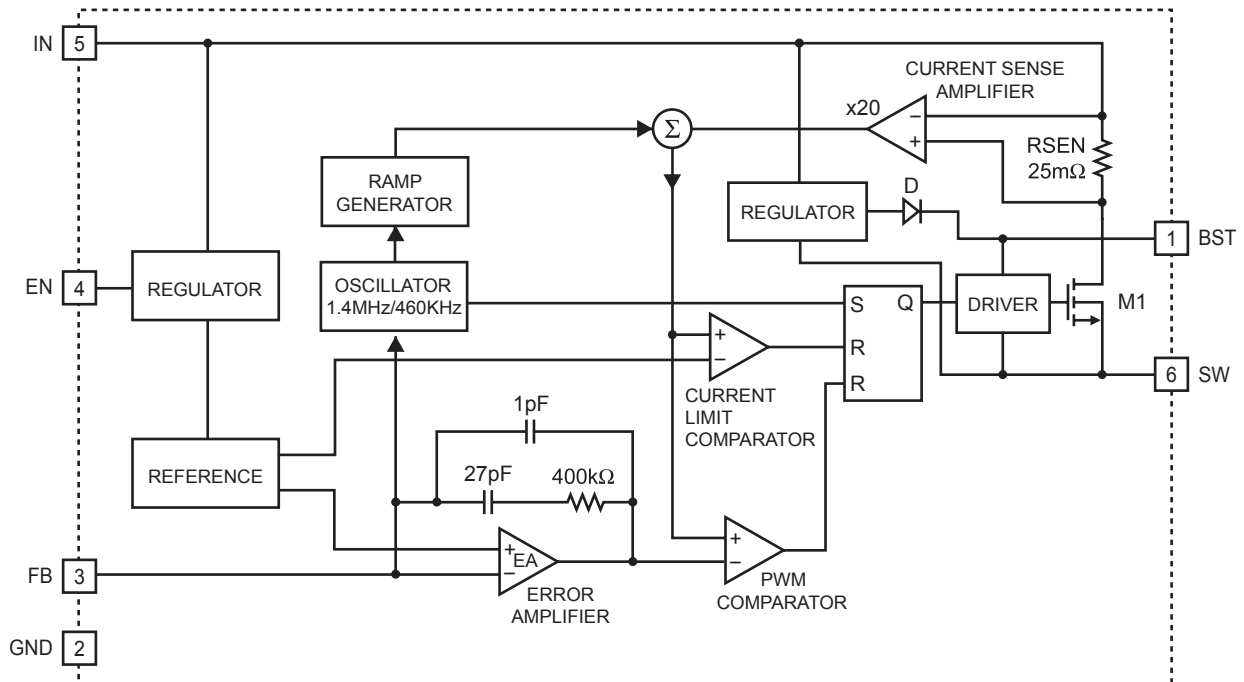 IN 5
CURRENT SENSE
AMPLIFIER
x20
−
+
Σ
RSEN
25mΩ
RAMP
GENERATOR
D
REGULATOR
1 BST
EN 4
REGULATOR
OSCILLATOR
1.4MHz/460KHz
S Q
DRIVER
M1
+
−
R
R
6 SW
CURRENT
LIMIT
COMPARATOR
1pF
REFERENCE
27pF 400kΩ
+
−
EA
+
−
FB 3
ERROR
AMPLIFIER
PWM
COMPARATOR
GND 2